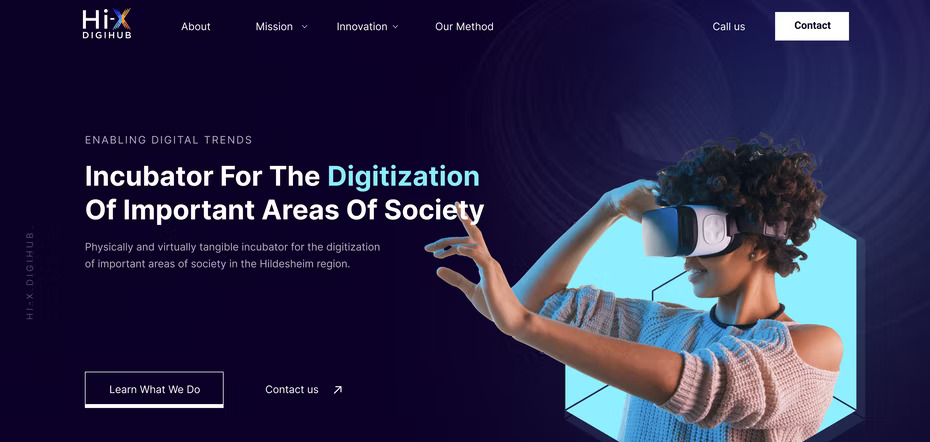 Hi-X
DIGIHUB
About
Mission
Innovation
Our Method
Call us
Contact
ENABLING DIGITAL TRENDS
Incubator For The Digitization
Of Important Areas Of Society
Physically and virtually tangible incubator for the digitization
of important areas of society in the Hildesheim region.
HI-X DIGIHUB
Learn What We Do
Contact us